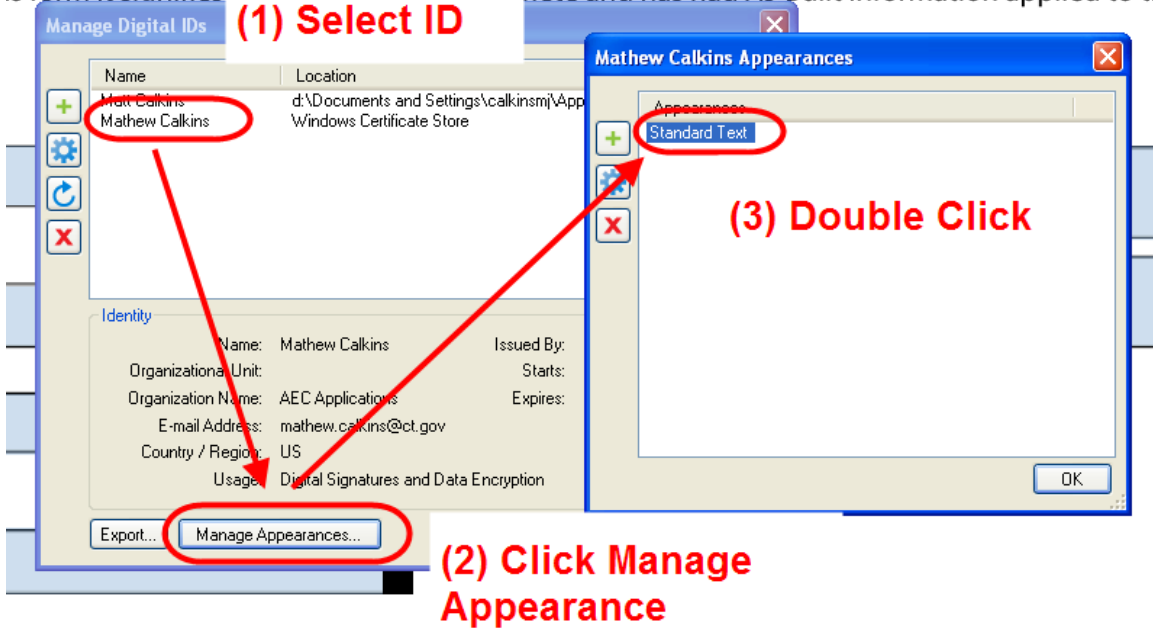 (1) Select ID
Manage Digital IDs
Name Location
Matt Calkins d:\Documents and Settings\calkinsmj\App
Mathew Calkins Windows Certificate Store
Identity
Name: Mathew Calkins Issued By:
Organizational Unit: Starts:
Organization Name: AEC Applications Expires:
E-mail Address: mathew.calkins@ct.gov
Country / Region: US
Usage: Digital Signatures and Data Encryption
Export... Manage Appearances...
(2) Click Manage
Appearance
Mathew Calkins Appearances
Appearances
Standard Text
(3) Double Click
OK